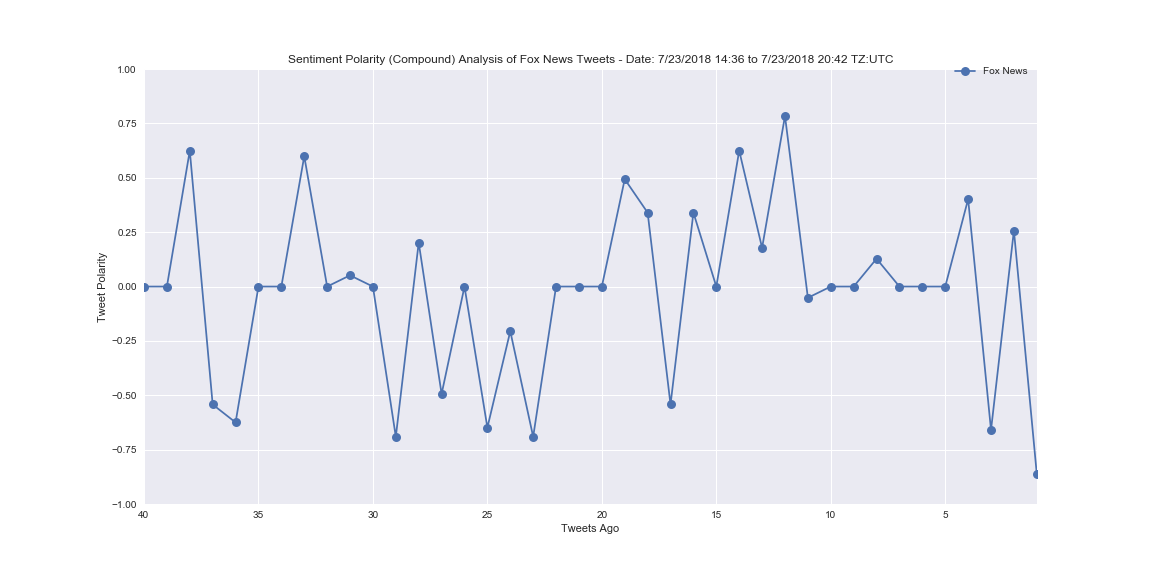 Sentiment Polarity (Compound) Analysis of Fox News Tweets - Date: 7/23/2018 14:36 to 7/23/2018 20:42 TZ:UTC
Fox News
1.00
0.75
0.50
0.25
0.00
−0.25
−0.50
−0.75
−1.00
Tweet Polarity
40 35 30 25 20 15 10 5
Tweets Ago